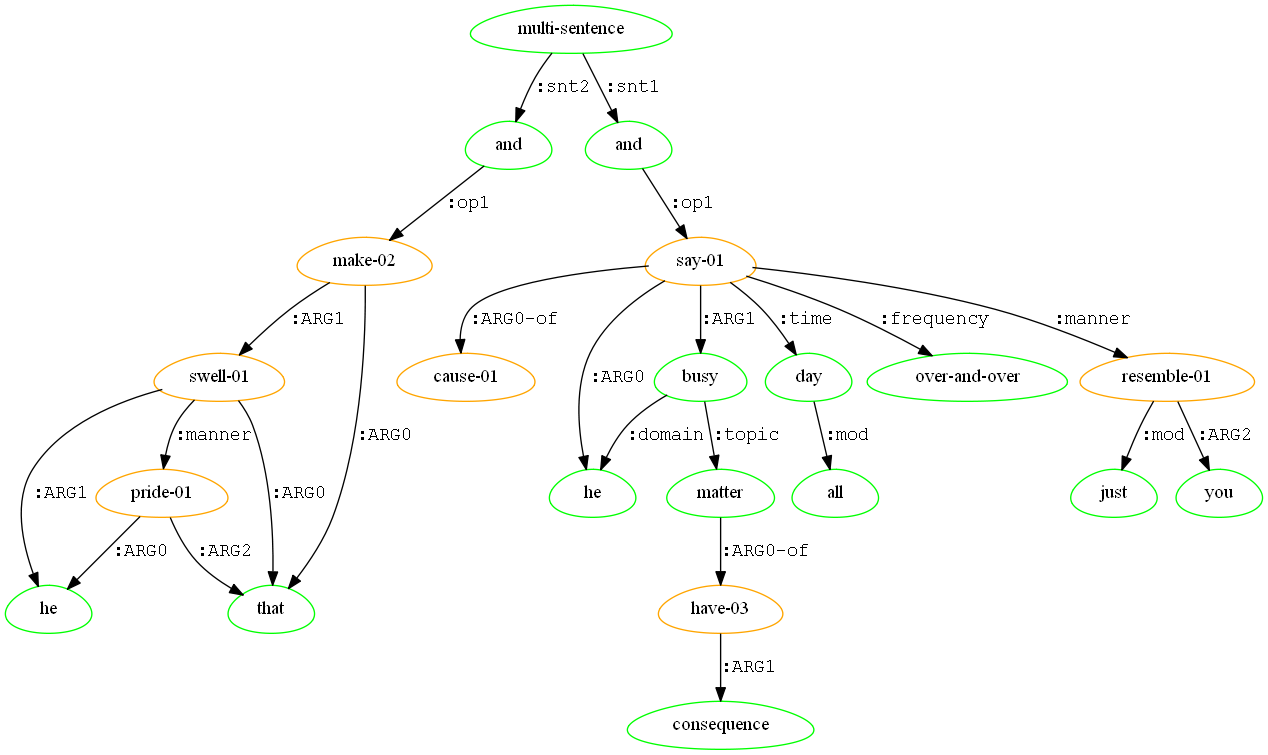 multi-sentence
:snt2 :snt1
and and
:op1 :op1
make-02 say-01
:ARG1 :ARG0-of :ARG1 :time :frequency :manner
swell-01 cause-01 busy day over-and-over resemble-01
:ARG0
:manner :ARG0 :domain :topic :mod :mod :ARG2
:ARG1 pride-01 :ARG0 he matter all just you
:ARG0 :ARG2 :ARG0-of
he that have-03
:ARG1
consequence